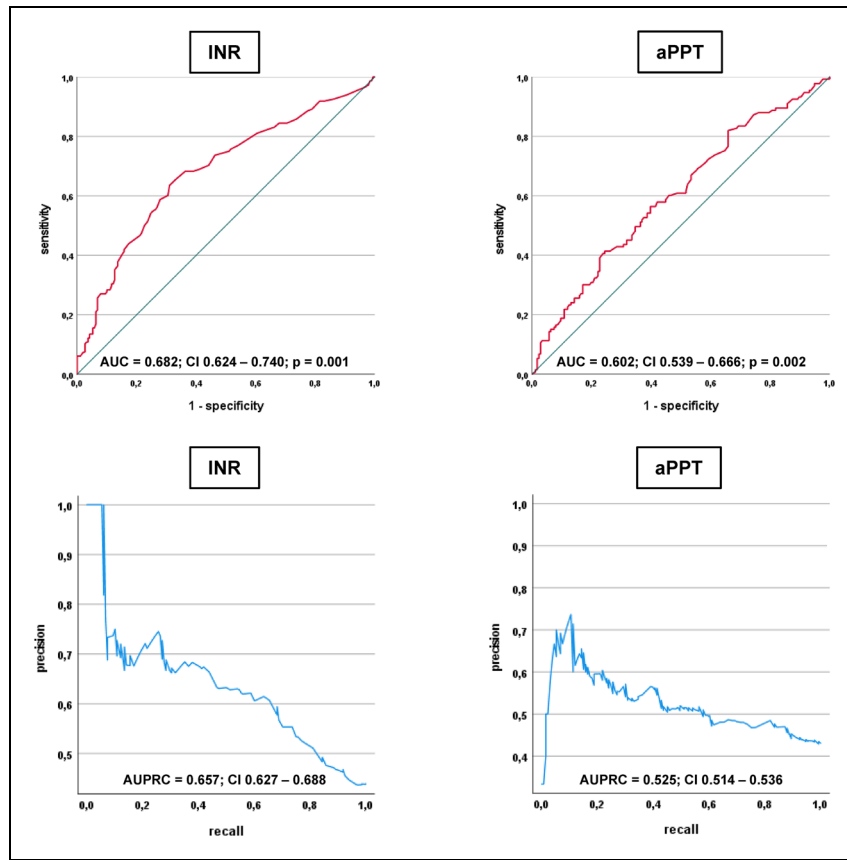 INR
1,0
0,8
0,6
0,4
0,2
0,0
sensitivity
AUC = 0.682; CI 0.624 – 0.740; p = 0.001
0,0 0,2 0,4 0,6 0,8 1,0
1 - specificity
aPPT
1,0
0,8
0,6
0,4
0,2
0,0
sensitivity
AUC = 0.602; CI 0.539 – 0.666; p = 0.002
0,0 0,2 0,4 0,6 0,8 1,0
1 - specificity
INR
1,0
0,9
0,8
0,7
0,6
0,5
precision
AUPRC = 0.657; CI 0.627 – 0.688
0,0 0,2 0,4 0,6 0,8 1,0
recall
aPPT
1,0
0,9
0,8
0,7
0,6
0,5
0,4
precision
AUPRC = 0.525; CI 0.514 – 0.536
0,0 0,2 0,4 0,6 0,8 1,0
recall